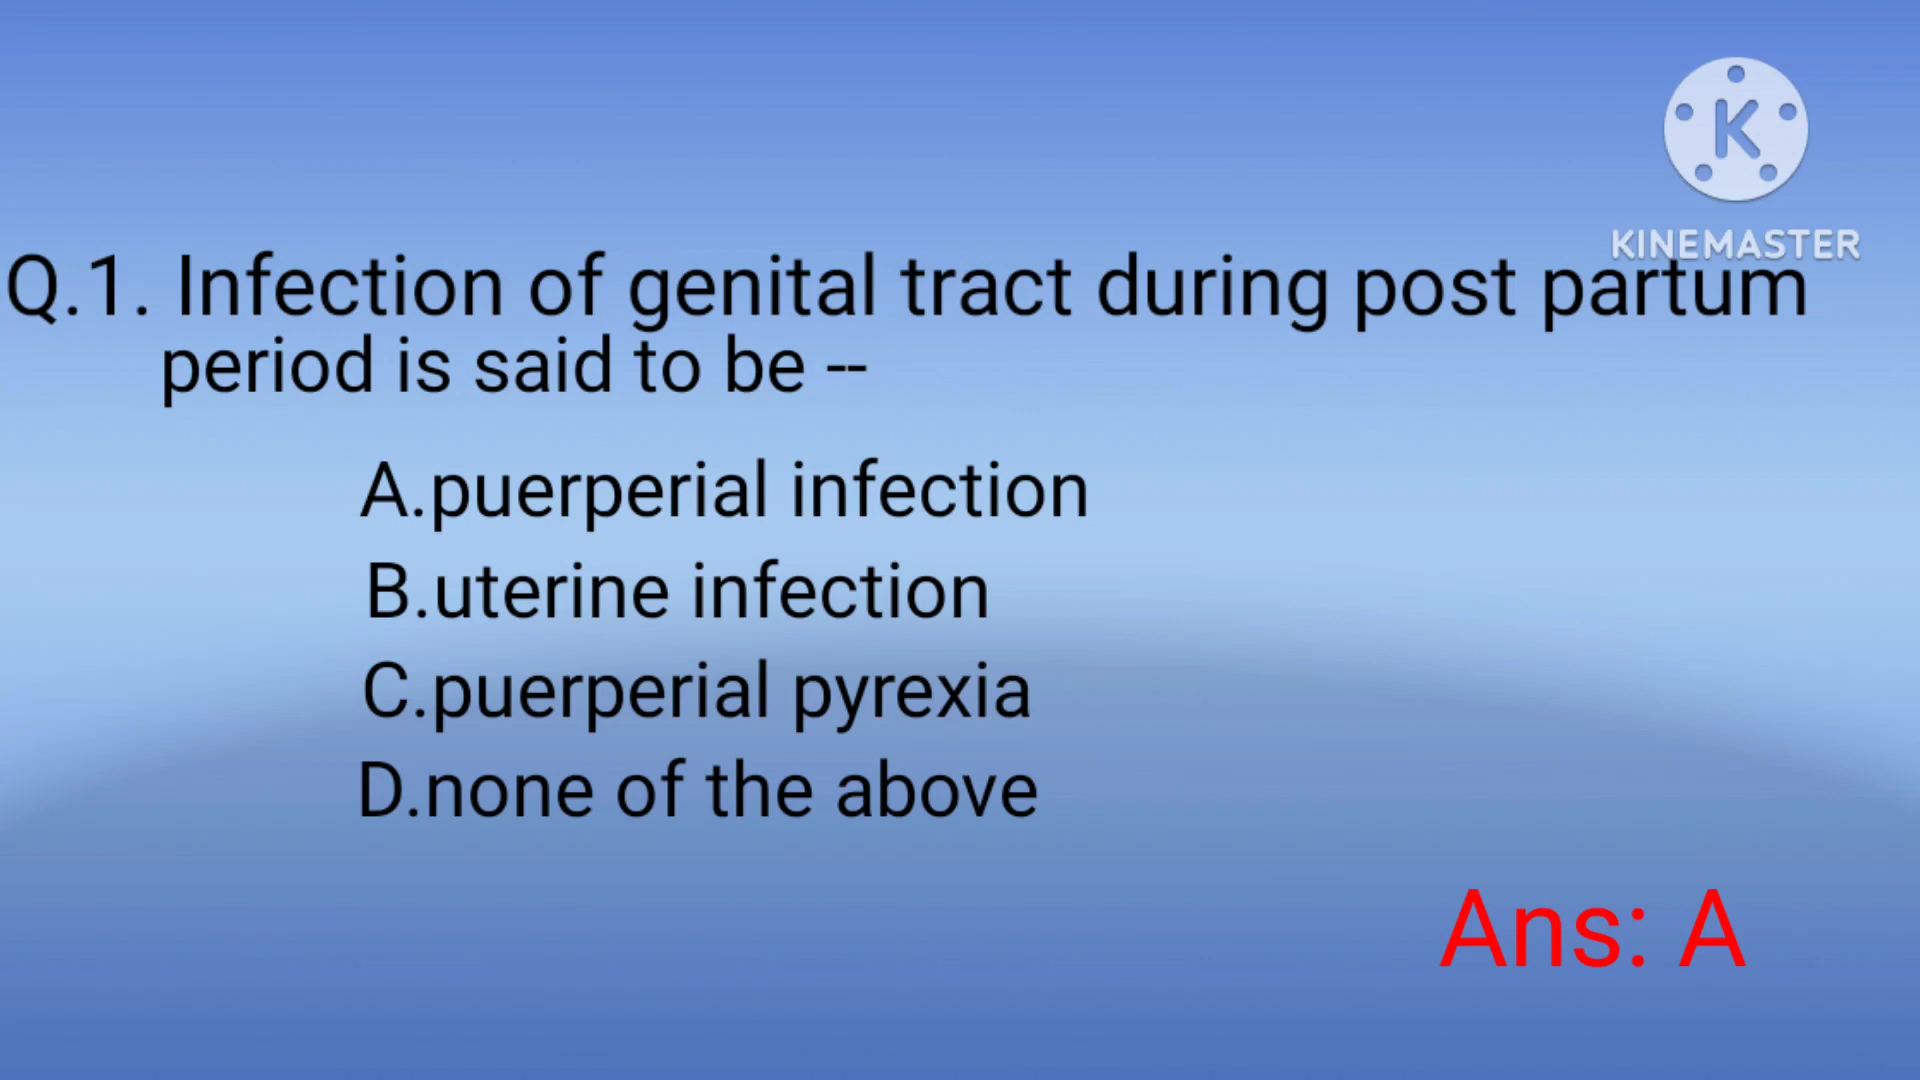 K
KINEMASTER
Q.1. Infection of genital tract during post partum
period is said to be --
A.puerperial infection
B.uterine infection
C.puerperial pyrexia
D.none of the above
Ans: A